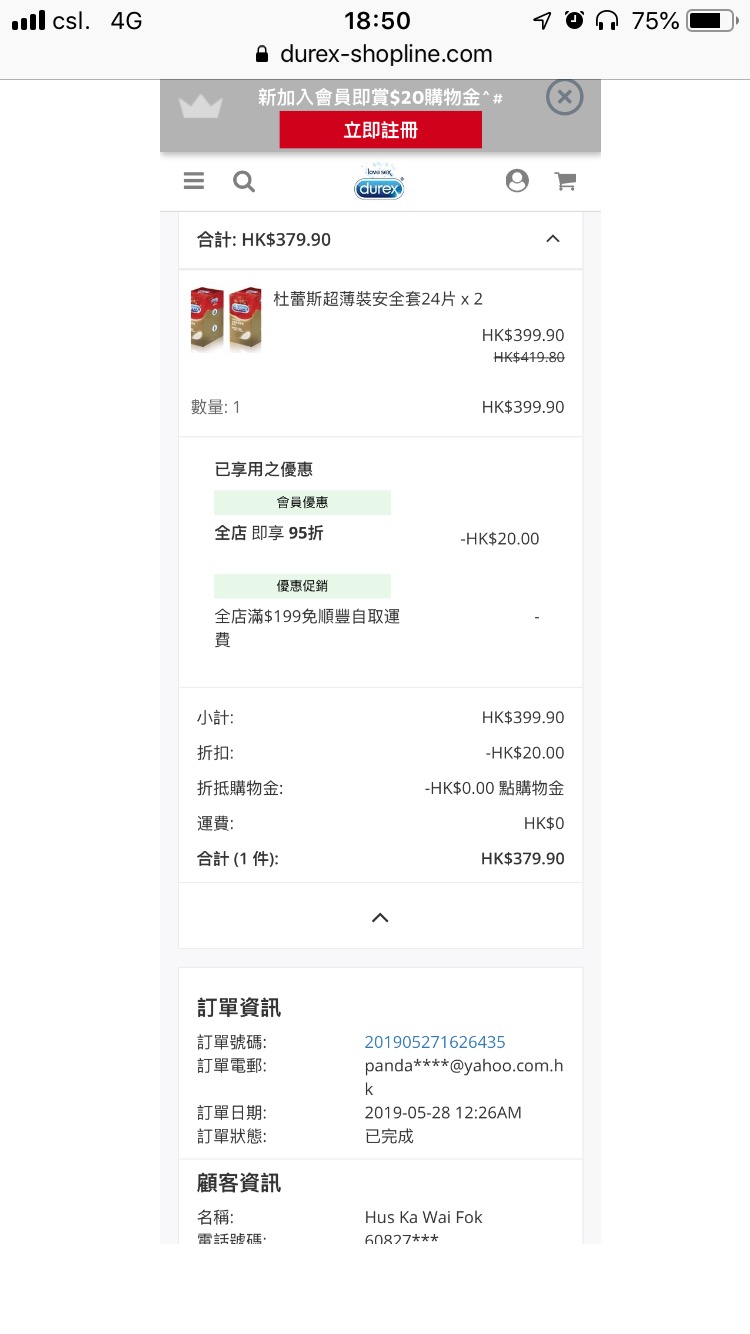 csl. 4G 18:50 75%
durex-shopline.com
新加入會員即賞$20購物金^#
立即註冊
love sex
durex
合計: HK$379.90
杜蕾斯超薄裝安全套24片 x 2
HK$399.90
HK$419.80
數量: 1 HK$399.90
已享用之優惠
會員優惠
全店 即享 95折 -HK$20.00
優惠促銷
全店滿$199免順豐自取運 -
費
小計: HK$399.90
折扣: -HK$20.00
折抵購物金: -HK$0.00 點購物金
運費: HK$0
合計 (1 件): HK$379.90
訂單資訊
訂單號碼: 201905271626435
訂單電郵: panda****@yahoo.com.h
k
訂單日期: 2019-05-28 12:26AM
訂單狀態: 已完成
顧客資訊
名稱: Hus Ka Wai Fok
電話號碼: 60827***